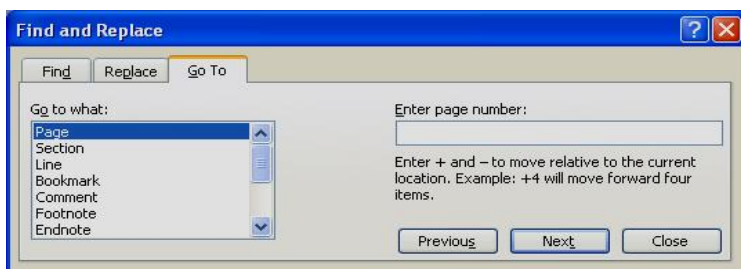 Find and Replace
Find Replace Go To
Go to what:
Page
Section
Line
Bookmark
Comment
Footnote
Endnote
Enter page number:
Enter + and – to move relative to the current
location. Example: +4 will move forward four
items.
Previous Next Close